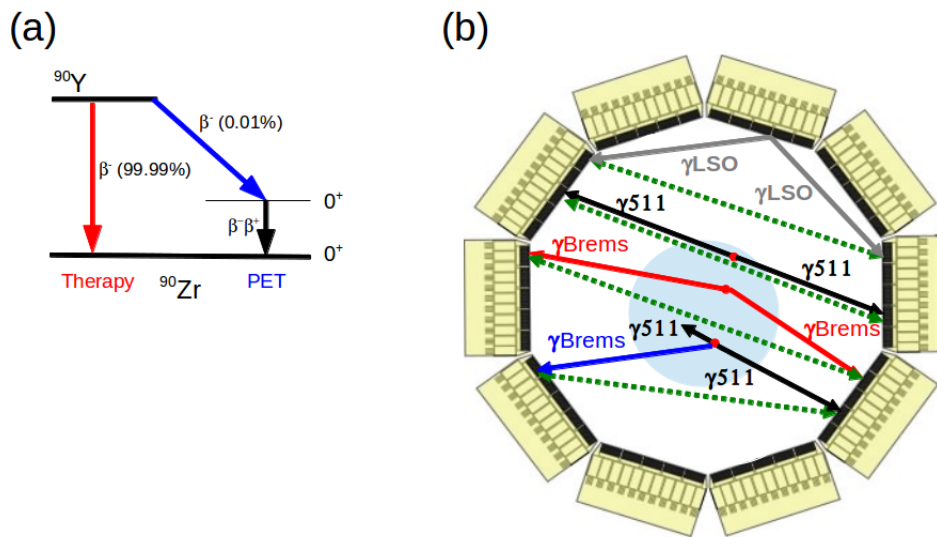 (a)
⁹⁰Y
β⁻ (0.01%)
β⁻ (99.99%)
0⁺
β⁻β⁺
0⁺
Therapy
⁹⁰Zr
PET
(b)
γLSO
γLSO
γ511
γBrems
γ511
γBrems
γ511
γBrems
γ511